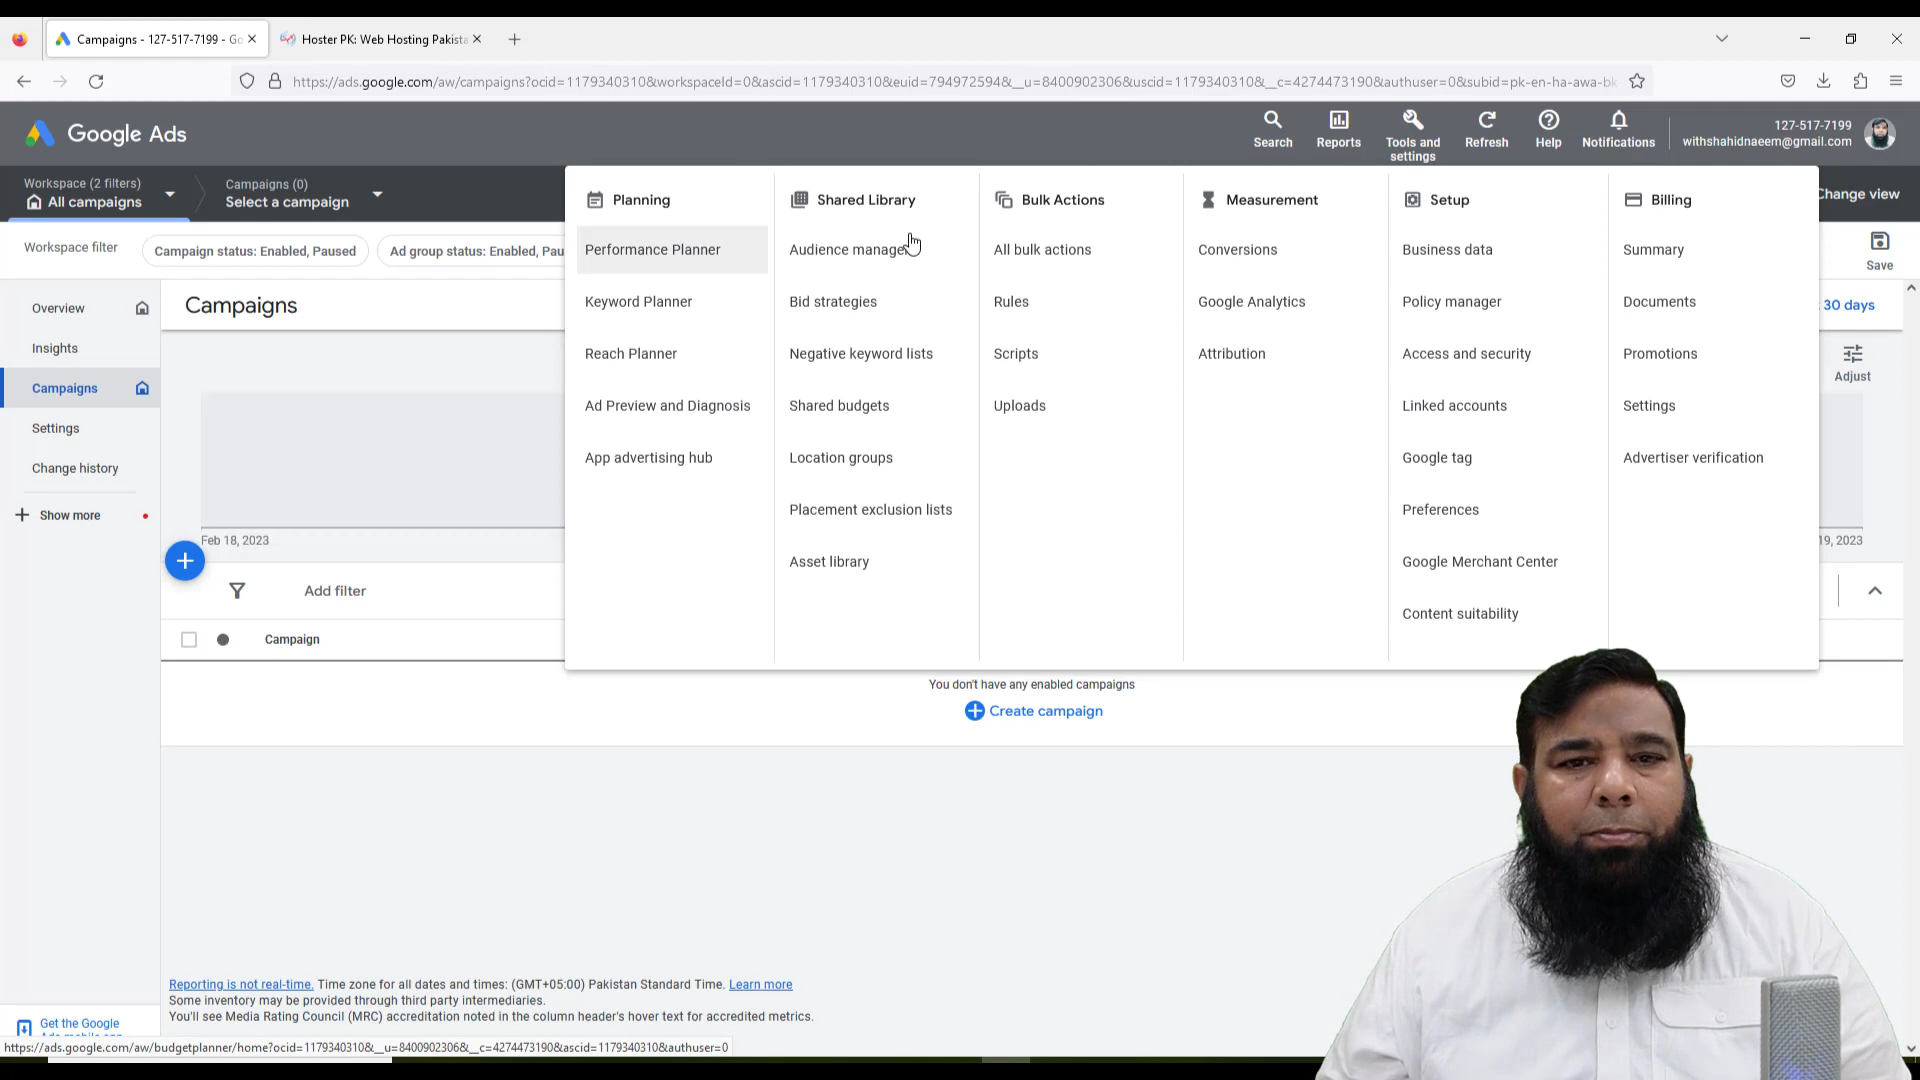 Campaigns - 127-517-7199 - Go
Hoster PK: Web Hosting Pakista
https://ads.google.com/aw/campaigns?ocid=1179340310&workspaceId=0&ascid=1179340310&euid=794972594&__u=8400902306&uscid=1179340310&__c=4274473190&authuser=0&subid=pk-en-ha-awa-bk
Google Ads
Search
Reports
Tools and settings
Refresh
Help
Notifications
127-517-7199
withshahidnaeem@gmail.com
Workspace (2 filters)
All campaigns
Campaigns (0)
Select a campaign
Change view
Workspace filter
Campaign status: Enabled, Paused
Ad group status: Enabled, Pau
Save
Overview
Insights
Campaigns
Settings
Change history
Show more
Campaigns
30 days
Adjust
Feb 18, 2023
19, 2023
Add filter
Campaign
Planning
Performance Planner
Keyword Planner
Reach Planner
Ad Preview and Diagnosis
App advertising hub
Shared Library
Audience manager
Bid strategies
Negative keyword lists
Shared budgets
Location groups
Placement exclusion lists
Asset library
Bulk Actions
All bulk actions
Rules
Scripts
Uploads
Measurement
Conversions
Google Analytics
Attribution
Setup
Business data
Policy manager
Access and security
Linked accounts
Google tag
Preferences
Google Merchant Center
Content suitability
Billing
Summary
Documents
Promotions
Settings
Advertiser verification
You don't have any enabled campaigns
Create campaign
Reporting is not real-time. Time zone for all dates and times: (GMT+05:00) Pakistan Standard Time. Learn more
Some inventory may be provided through third party intermediaries.
You'll see Media Rating Council (MRC) accreditation noted in the column header's hover text for accredited metrics.
Get the Google
https://ads.google.com/aw/budgetplanner/home?ocid=1179340310&__u=8400902306&__c=4274473190&ascid=1179340310&authuser=0